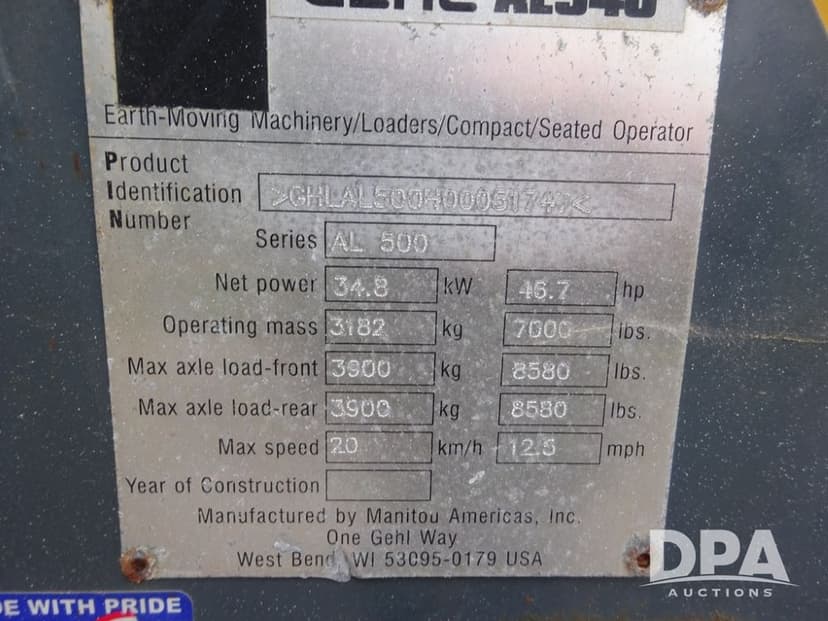 AL540
Earth-Moving Machinery/Loaders/Compact/Seated Operator
Product
Identification
Number
Series AL 500
Net power 34.8 kW 46.7 hp
Operating mass 3182 kg 7000 lbs.
Max axle load-front 3900 kg 8580 lbs.
Max axle load-rear 3900 kg 8580 lbs.
Max speed 20 km/h 12.5 mph
Year of Construction
Manufactured by Manitou Americas, Inc.
One Gehl Way
West Bend, WI 53095-0179 USA
DE WITH PRIDE
DPA
AUCTIONS